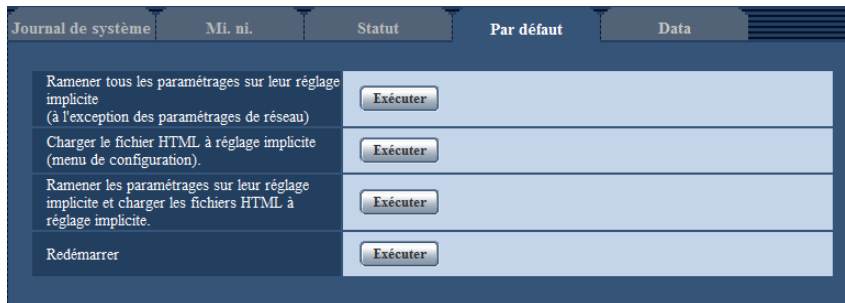 Journal de système
Mi. ni.
Statut
Par défaut
Data
Ramener tous les paramétrages sur leur réglage
implicite
(à l'exception des paramétrages de réseau)
Exécuter
Charger le fichier HTML à réglage implicite
(menu de configuration).
Exécuter
Ramener les paramétrages sur leur réglage
implicite et charger les fichiers HTML à
réglage implicite.
Exécuter
Redémarrer
Exécuter